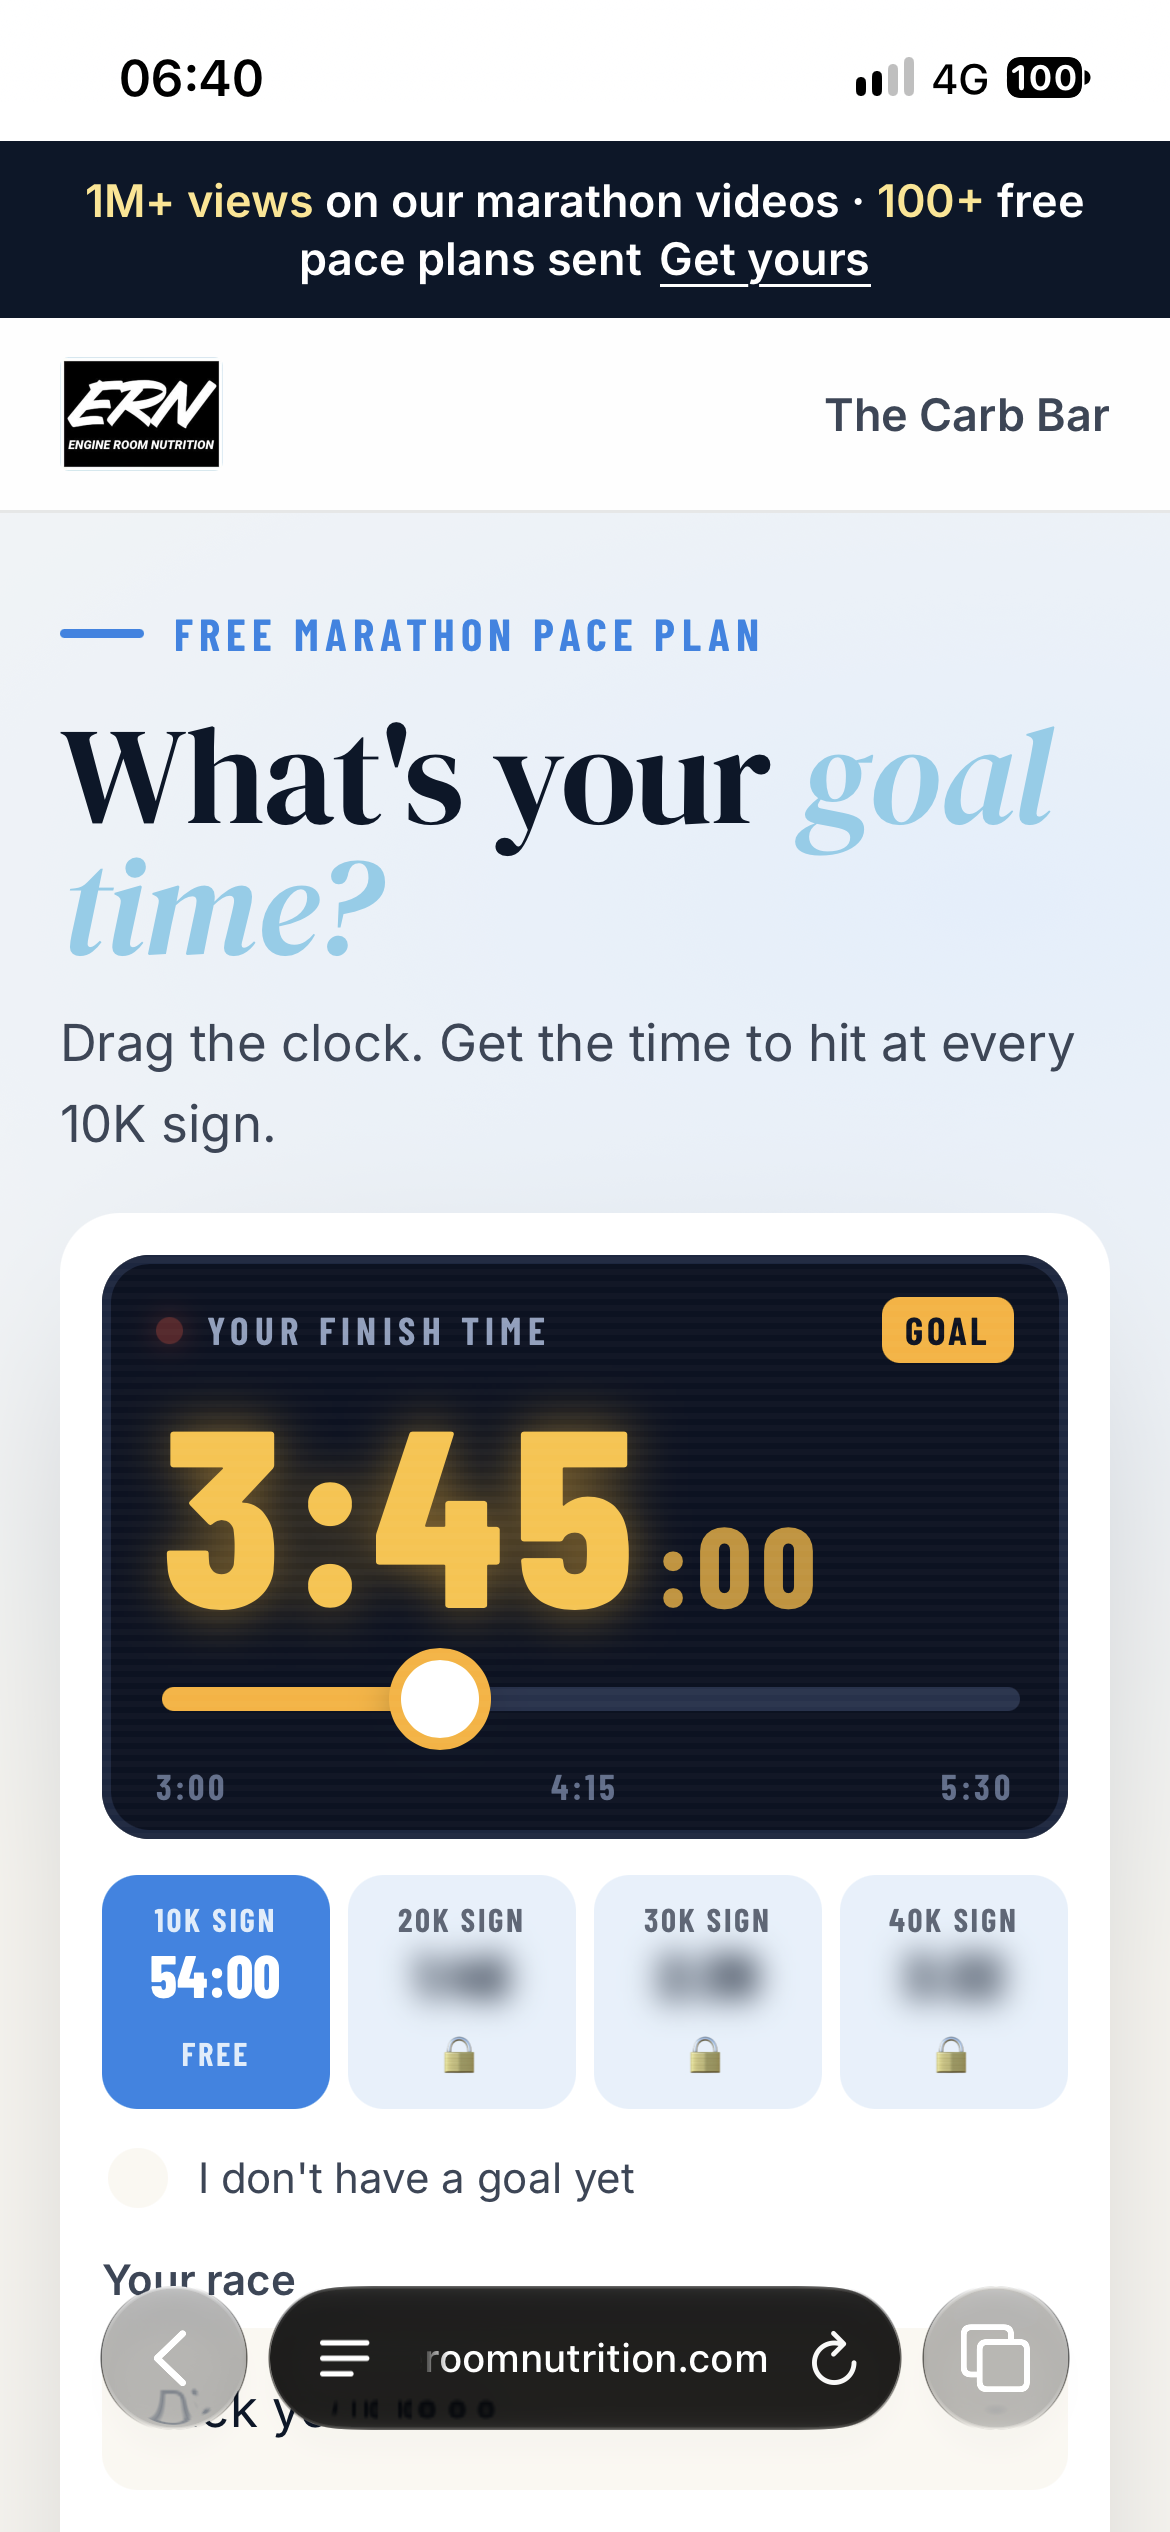 06:40
4G 100
1M+ views on our marathon videos · 100+ free
pace plans sent Get yours
ERN
ENGINE ROOM NUTRITION
The Carb Bar
FREE MARATHON PACE PLAN
What's your goal
time?
Drag the clock. Get the time to hit at every
10K sign.
YOUR FINISH TIME
GOAL
3:45:00
3:00 4:15 5:30
10K SIGN
54:00
FREE
20K SIGN
30K SIGN
40K SIGN
I don't have a goal yet
Your race
roomnutrition.com